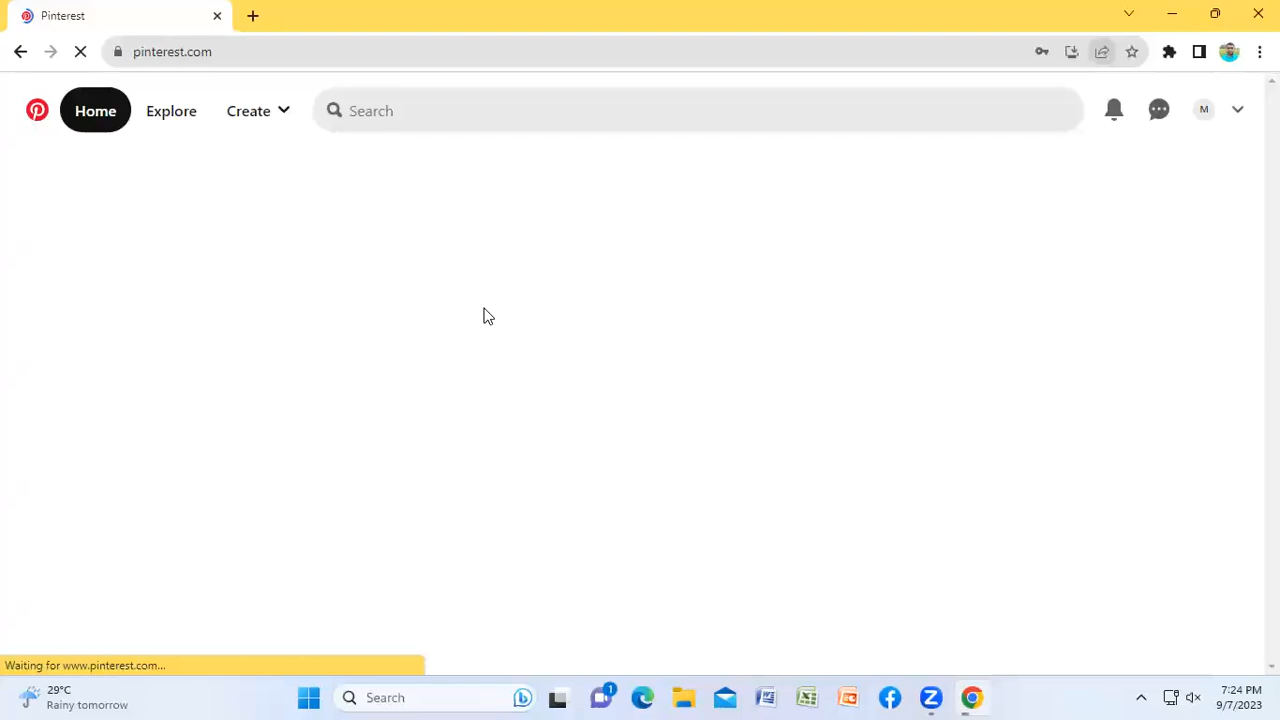 Pinterest
pinterest.com
Home
Explore
Create
Search
M
Waiting for www.pinterest.com...
29°C
Rainy tomorrow
Search
1
7:24 PM
9/7/2023